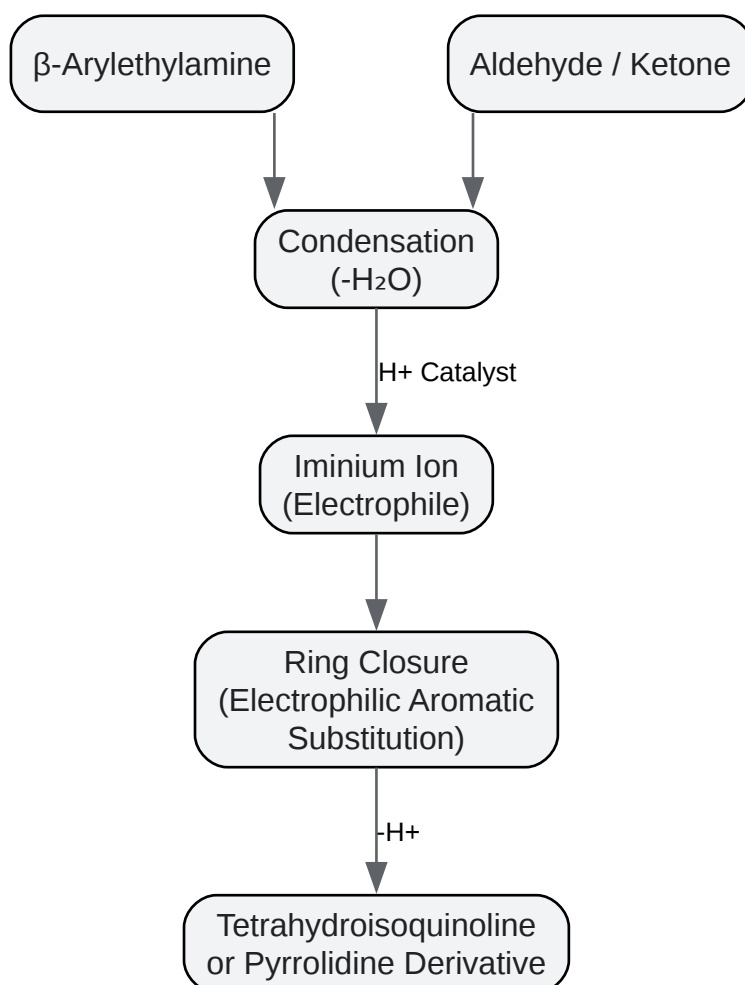 β-Arylethylamine
Aldehyde / Ketone
Condensation
(-H₂O)
H+ Catalyst
Iminium Ion
(Electrophile)
Ring Closure
(Electrophilic Aromatic
Substitution)
-H+
Tetrahydroisoquinoline
or Pyrrolidine Derivative